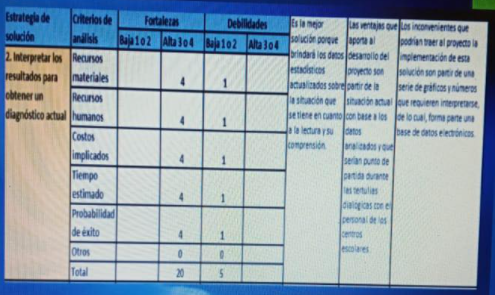 Estrategia de solución	Criterios de análisis	Fortalezas	Debilidades
Baja 1 o 2	Alta 3 o 4	Baja 1 o 2	Alta 3 o 4
2. Interpretar los resultados para obtener un diagnóstico actual
Recursos materiales	4	1
Recursos humanos	4	1
Costos implicados	4	1
Tiempo estimado	4	1
Probabilidad de éxito	4	1
Otros	0	0
Total	20	5
Es la mejor
solución porque
brindará los datos
estadísticos
actualizados sobre
la situación que
se tiene en cuanto
a la lectura y su
comprensión.
Las ventajas que
aporta al
desarrollo del
proyecto son
partir de la
situación actual
con base a los
datos
analizados y que
serían punto de
partida durante
las tertulias
dialógicas con el
personal de los
centros
escolares.
Los inconvenientes que
podrían traer al proyecto la
implementación de esta
solución son partir de una
serie de gráficos y números
que requieren interpretarse,
de lo cual, forma parte una
base de datos electrónicos.